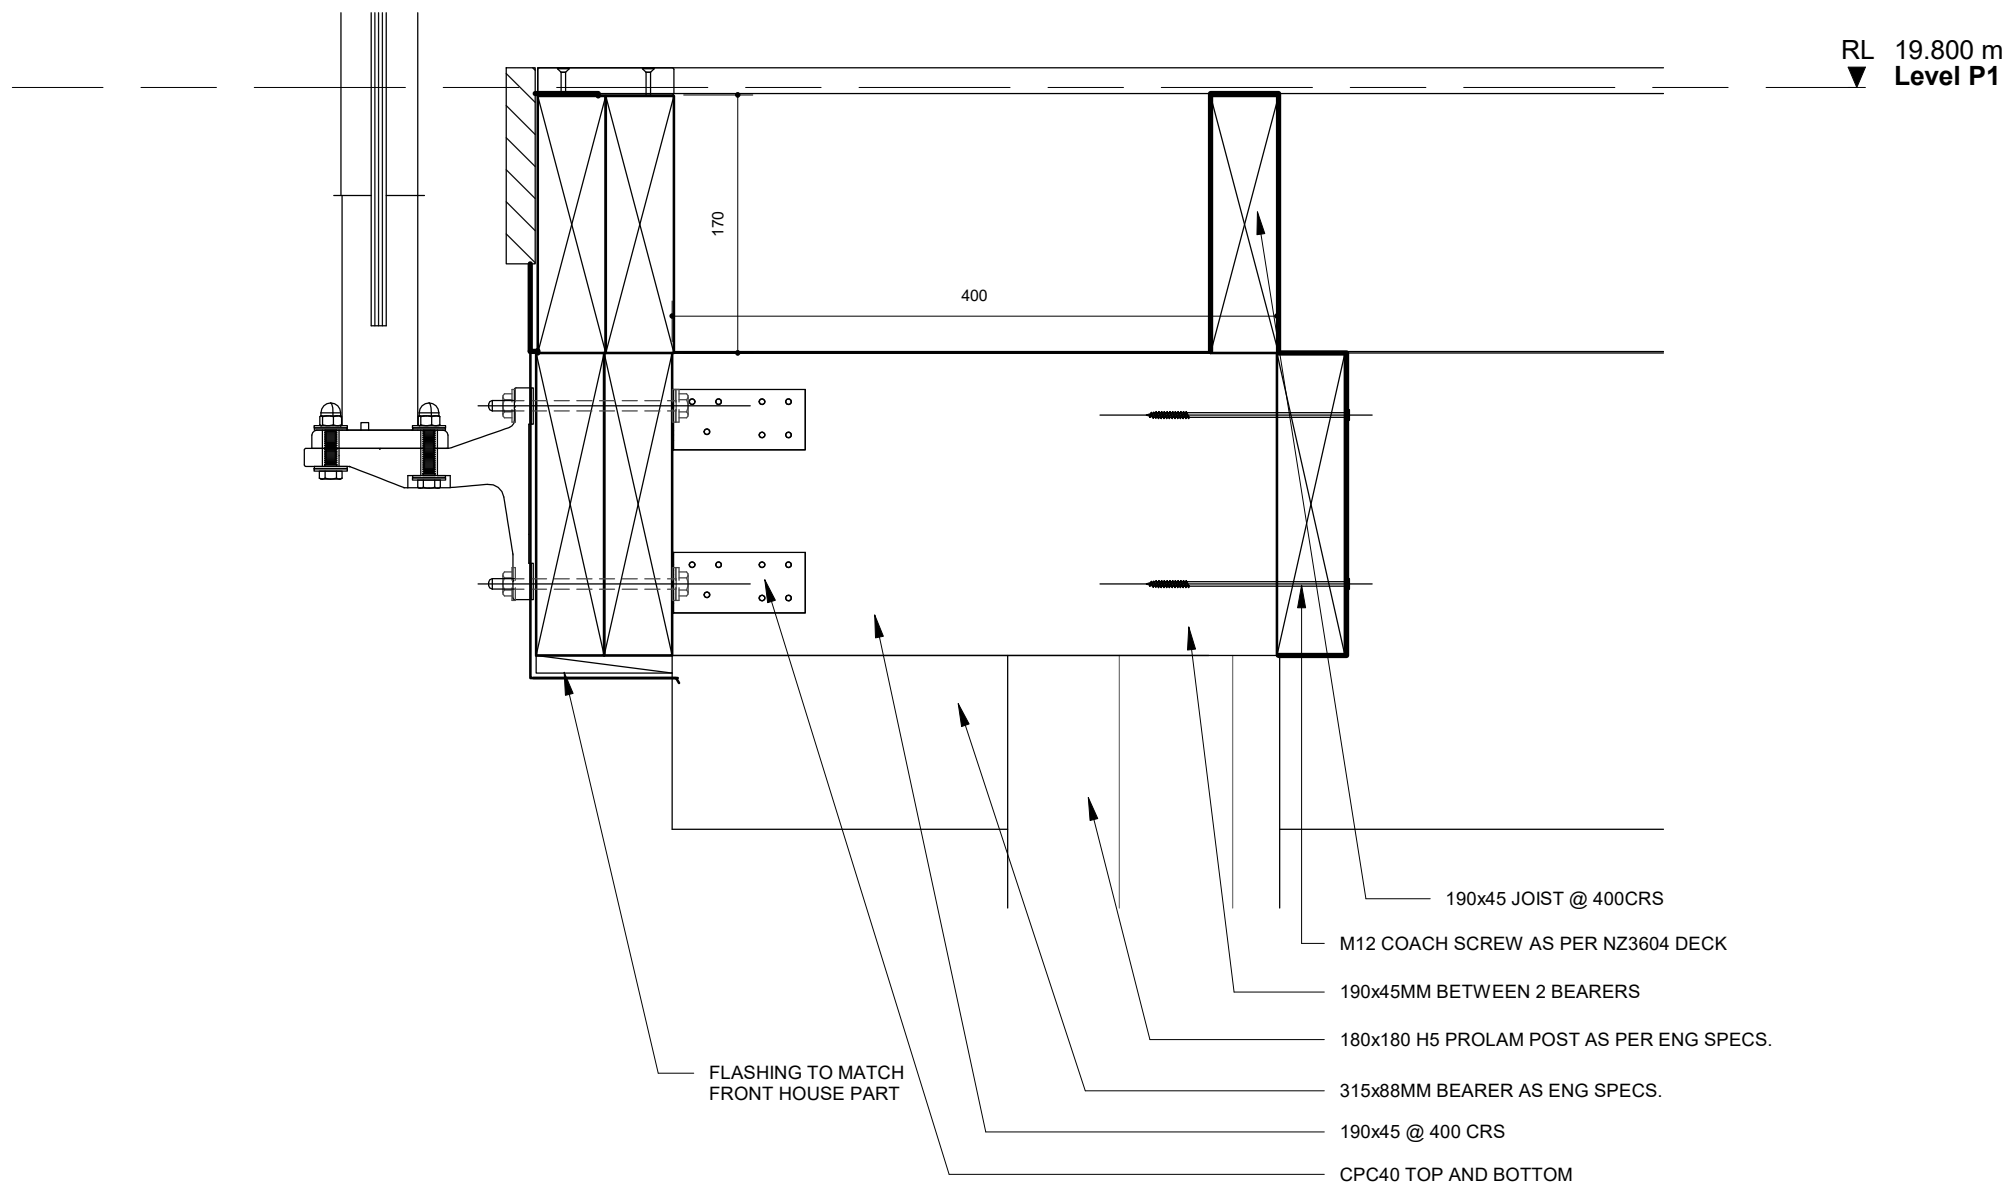 RL 19.800 m
Level P1
170
400
190x45 JOIST @ 400CRS
M12 COACH SCREW AS PER NZ3604 DECK
190x45MM BETWEEN 2 BEARERS
180x180 H5 PROLAM POST AS PER ENG SPECS.
FLASHING TO MATCH
FRONT HOUSE PART
315x88MM BEARER AS ENG SPECS.
190x45 @ 400 CRS
CPC40 TOP AND BOTTOM